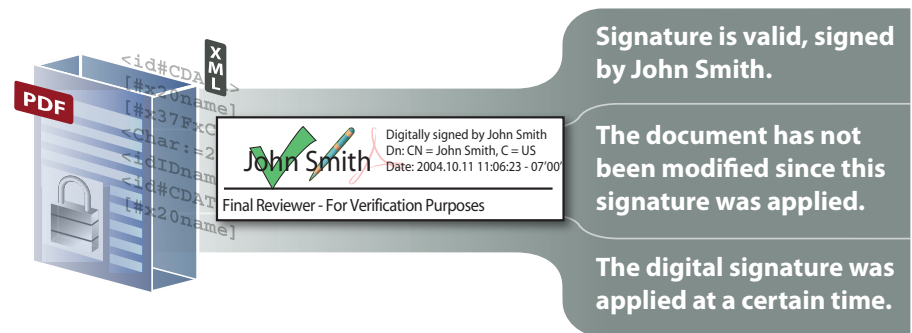 PDF
XML
<id#CDA >
[#x20name]
[#x37FxC
<Char:=2
<idIDnam
<id#CDAT
[#x20name]
John Smith
Digitally signed by John Smith
Dn: CN = John Smith, C = US
Date: 2004.10.11 11:06:23 - 07'00'
Final Reviewer - For Verification Purposes
Signature is valid, signed
by John Smith.
The document has not
been modified since this
signature was applied.
The digital signature was
applied at a certain time.